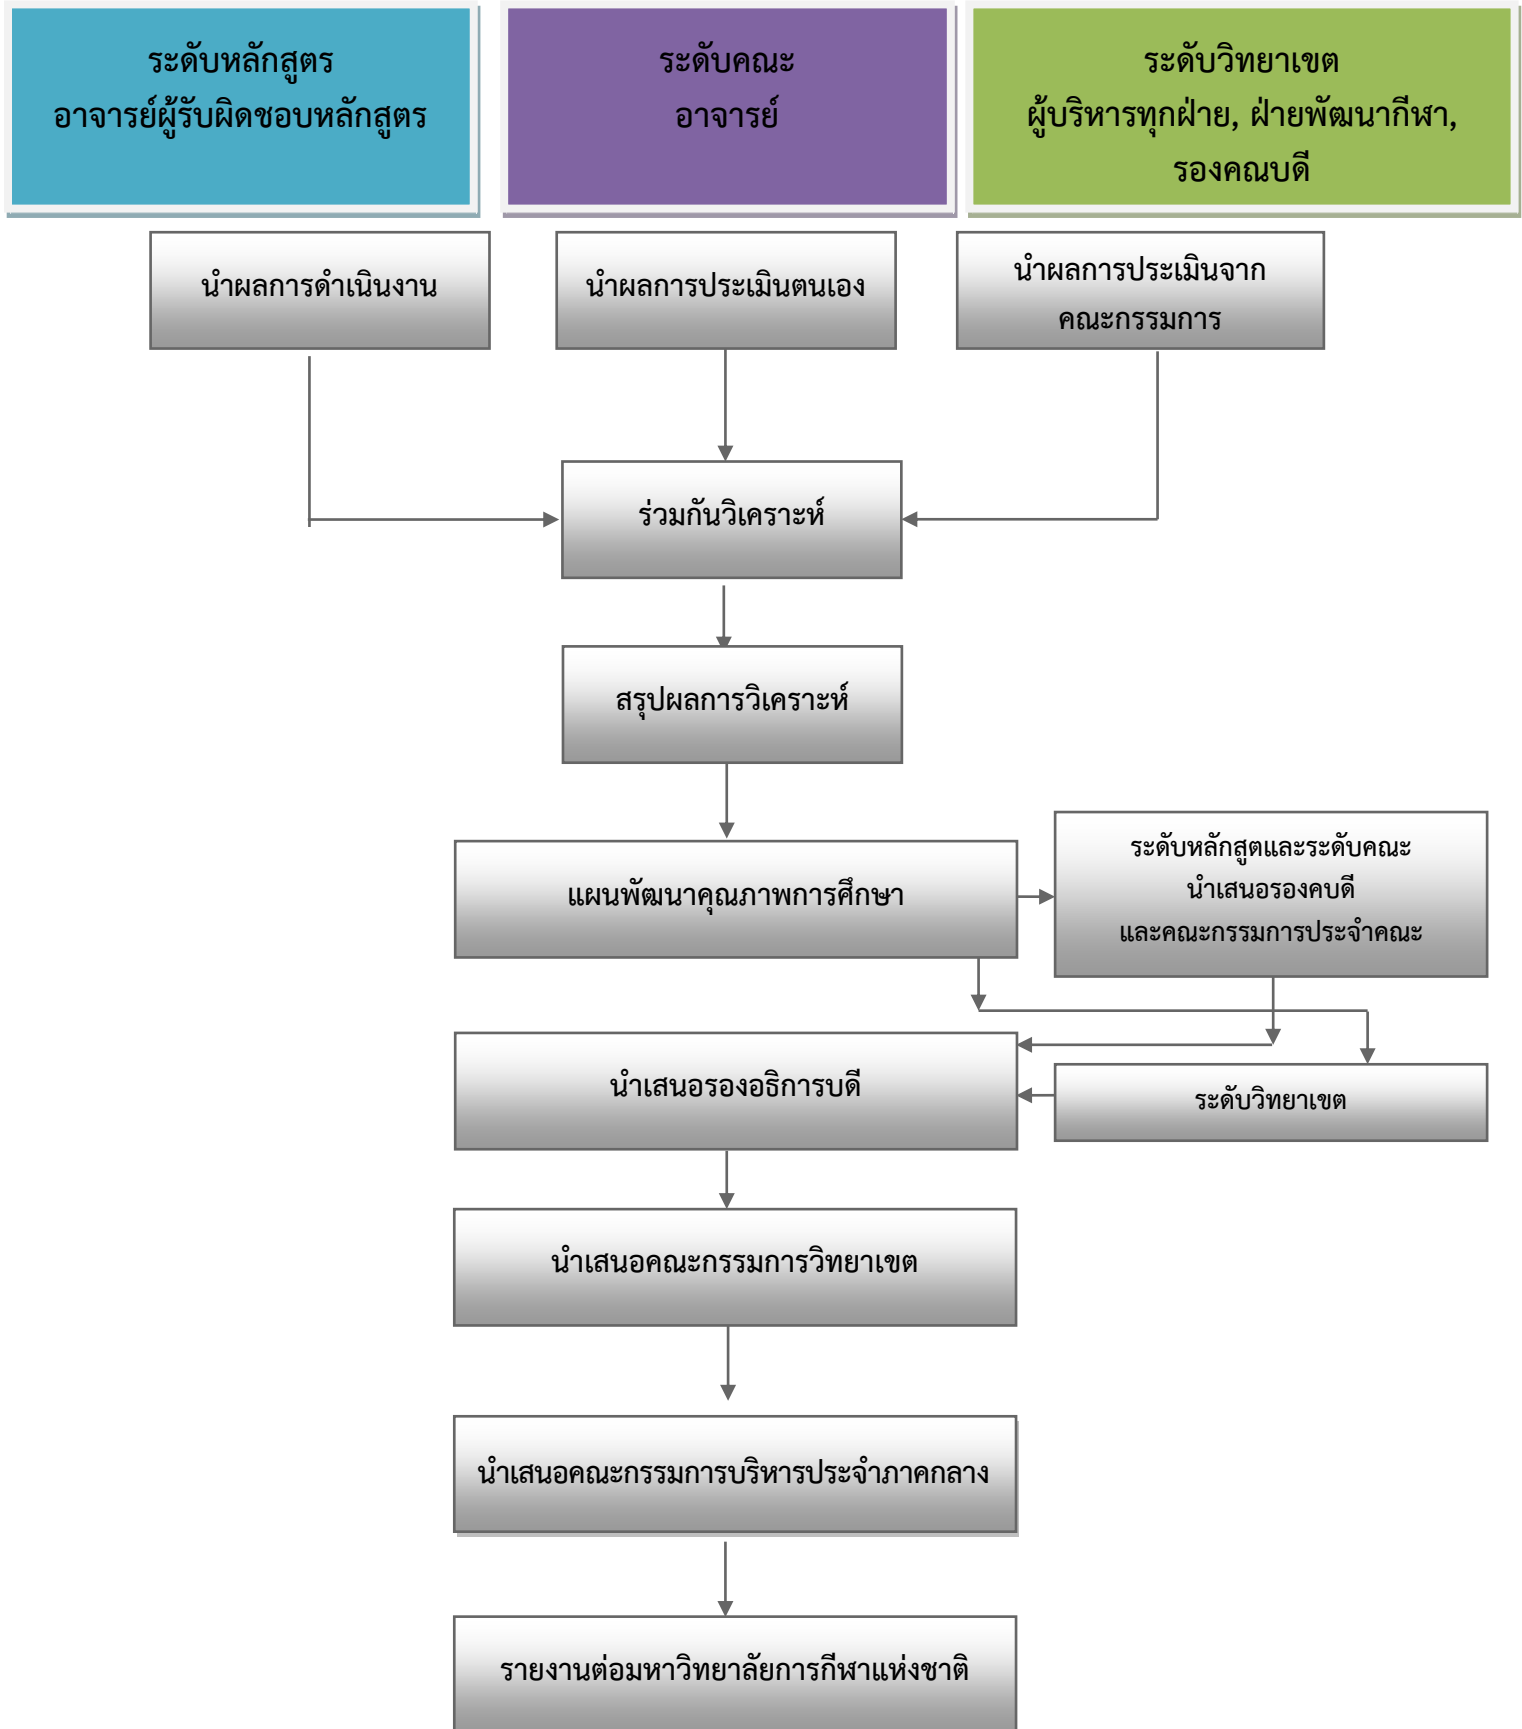 ระดับหลักสูตร
อาจารย์ผู้รับผิดชอบหลักสูตร
ระดับคณะ
อาจารย์
ระดับวิทยาเขต
ผู้บริหารทุกฝ่าย, ฝ่ายพัฒนากีฬา,
รองคณบดี
นำผลการดำเนินงาน
นำผลการประเมินตนเอง
นำผลการประเมินจาก
คณะกรรมการ
ร่วมกันวิเคราะห์
สรุปผลการวิเคราะห์
แผนพัฒนาคุณภาพการศึกษา
ระดับหลักสูตและระดับคณะ
นำเสนอรองคบดี
และคณะกรรมการประจำคณะ
นำเสนอรองอธิการบดี
ระดับวิทยาเขต
นำเสนอคณะกรรมการวิทยาเขต
นำเสนอคณะกรรมการบริหารประจำภาคกลาง
รายงานต่อมหาวิทยาลัยการกีฬาแห่งชาติ